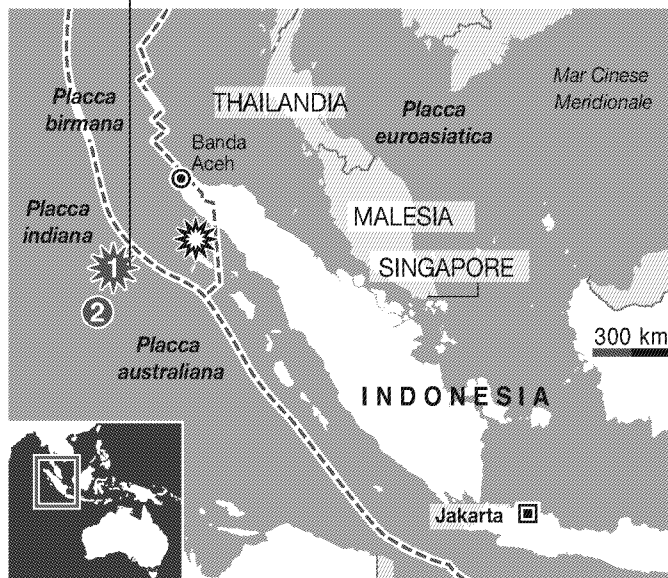 Placca
birmana
THAILANDIA
Placca
euroasiatica
Mar Cinese
Meridionale
Banda
Aceh
Placca
indiana
MALESIA
SINGAPORE
1
2
Placca
australiana
300 km
INDONESIA
Jakarta